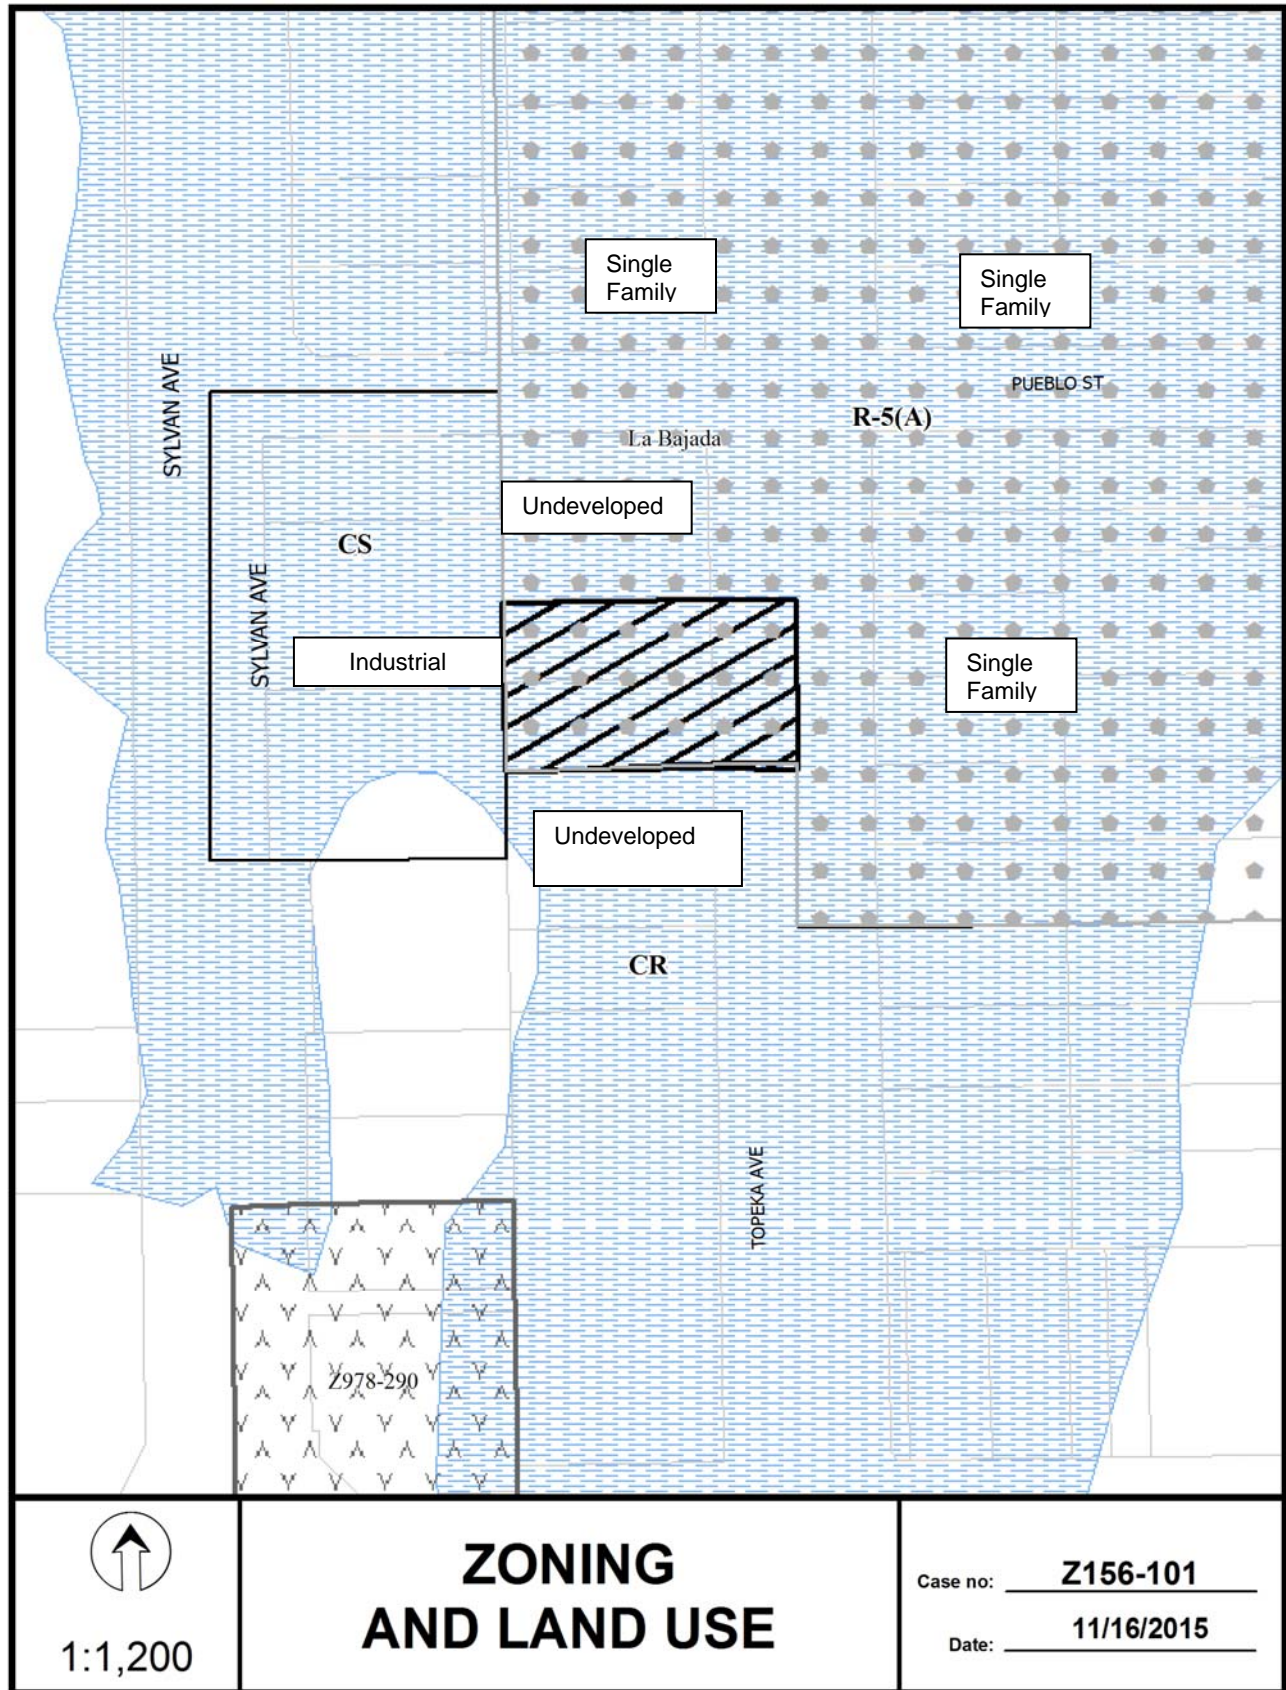 Single
Family
Single
Family
SYLVAN AVE
PUEBLO ST
R-5(A)
La Bajada
Undeveloped
CS
SYLVAN AVE
Industrial
Single
Family
Undeveloped
CR
TOPEKA AVE
Z978-290
1:1,200
ZONING
AND LAND USE
Case no: Z156-101
Date: 11/16/2015